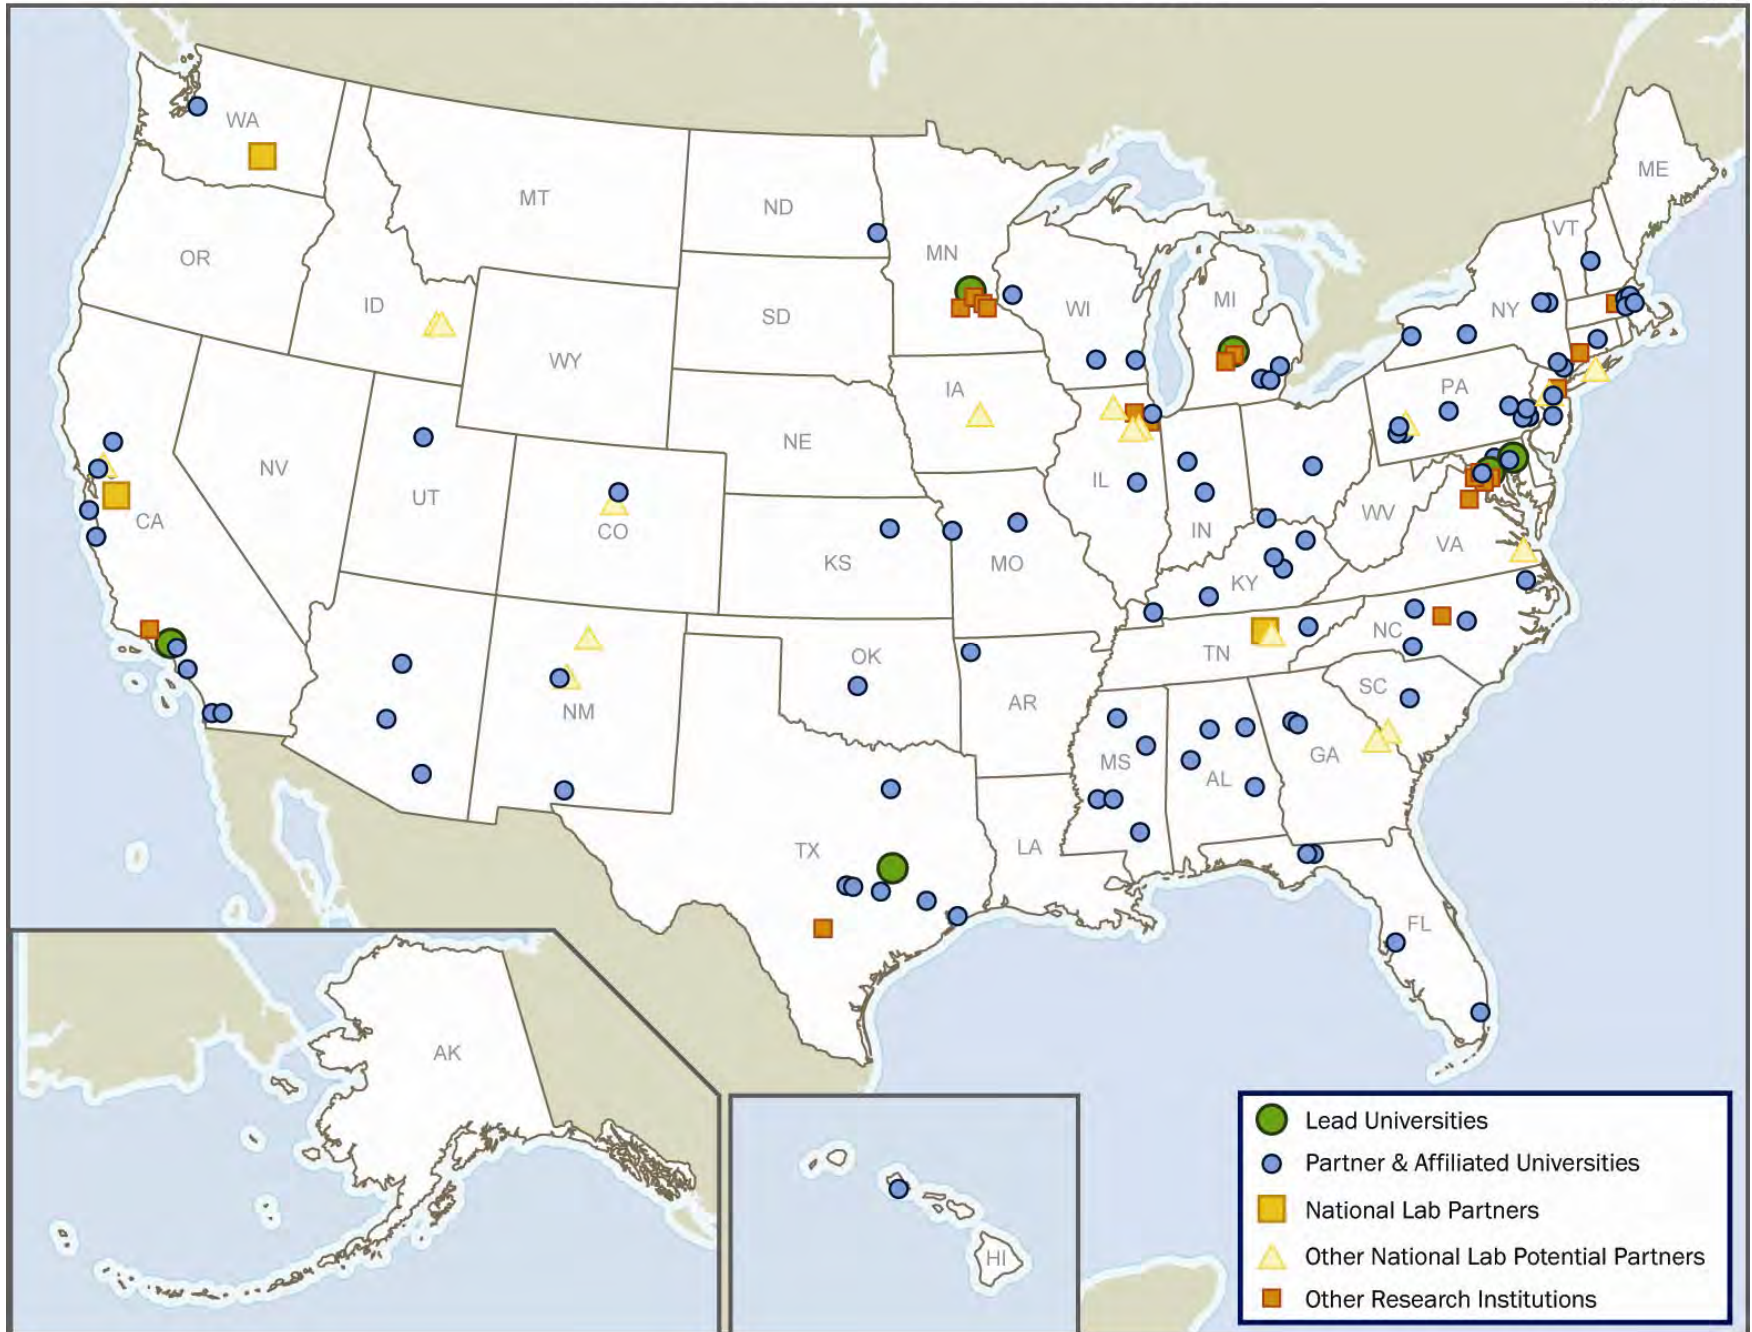 WA
ME
MT
ND
VT
MN
OR
MI
ID
WI
NY
SD
WY
IA
PA
NE
NV
IL
UT
CA
WV
CO
IN
VA
KS
MO
KY
NC
TN
OK
SC
AR
NM
GA
MS
AL
TX
LA
FL
AK
HI
Lead Universities
Partner & Affiliated Universities
National Lab Partners
Other National Lab Potential Partners
Other Research Institutions